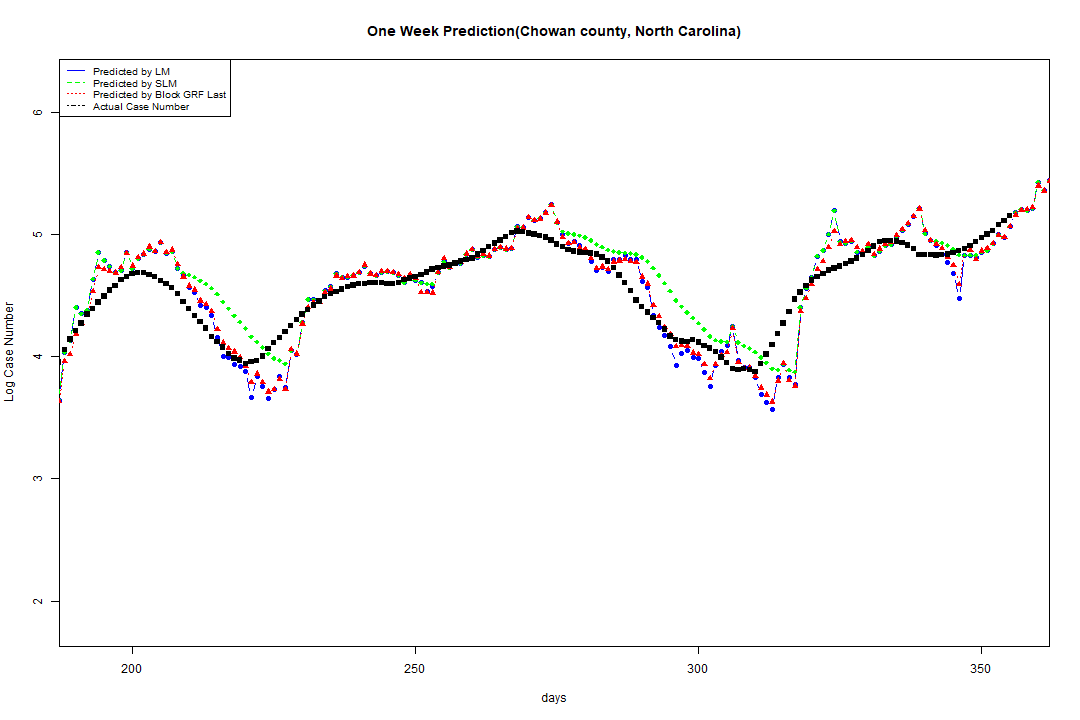 One Week Prediction(Chowan county, North Carolina)
Predicted by LM
Predicted by SLM
Predicted by Block GRF Last
Actual Case Number
6
5
4
3
2
Log Case Number
200 250 300 350
days